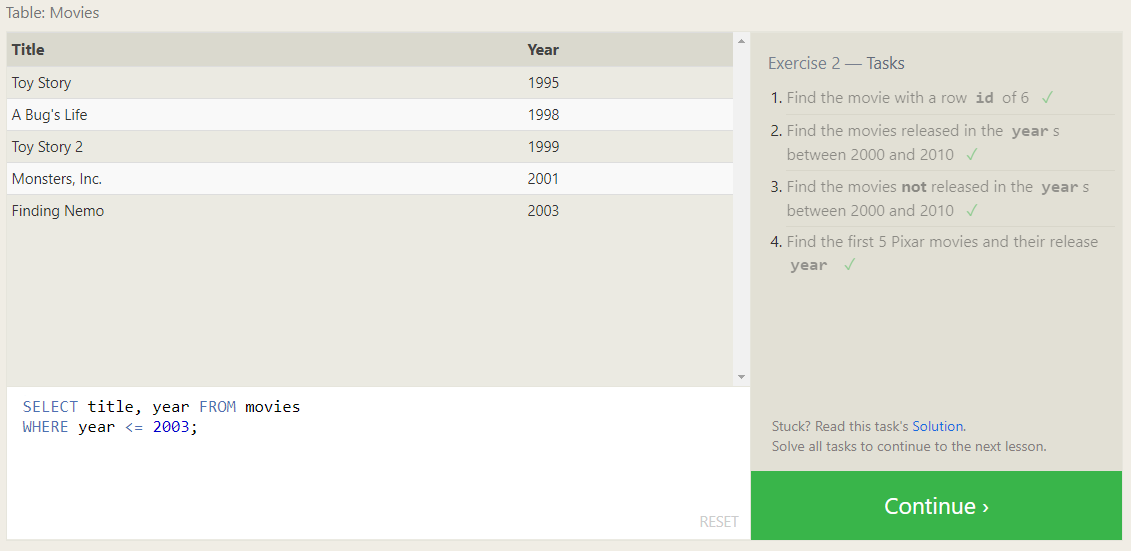 Table: Movies
Title Year
Toy Story 1995
A Bug's Life 1998
Toy Story 2 1999
Monsters, Inc. 2001
Finding Nemo 2003
SELECT title, year FROM movies
WHERE year <= 2003;
RESET
Exercise 2 — Tasks
1. Find the movie with a row id of 6 ✓
2. Find the movies released in the year s
between 2000 and 2010 ✓
3. Find the movies not released in the year s
between 2000 and 2010 ✓
4. Find the first 5 Pixar movies and their release
year ✓
Stuck? Read this task's Solution.
Solve all tasks to continue to the next lesson.
Continue ›